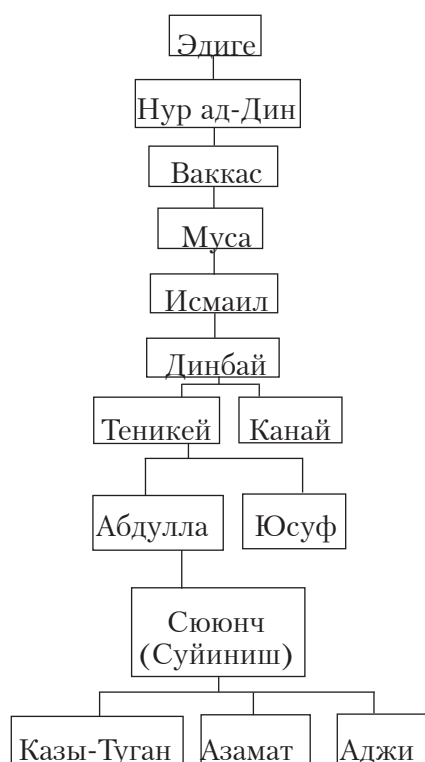 Эдиге
Нур ад-Дин
Ваккас
Муса
Исмаил
Динбай
Теникей Канай
Абдулла Юсуф
Сююнч
(Суйиниш)
Казы-Туган Азамат Аджи